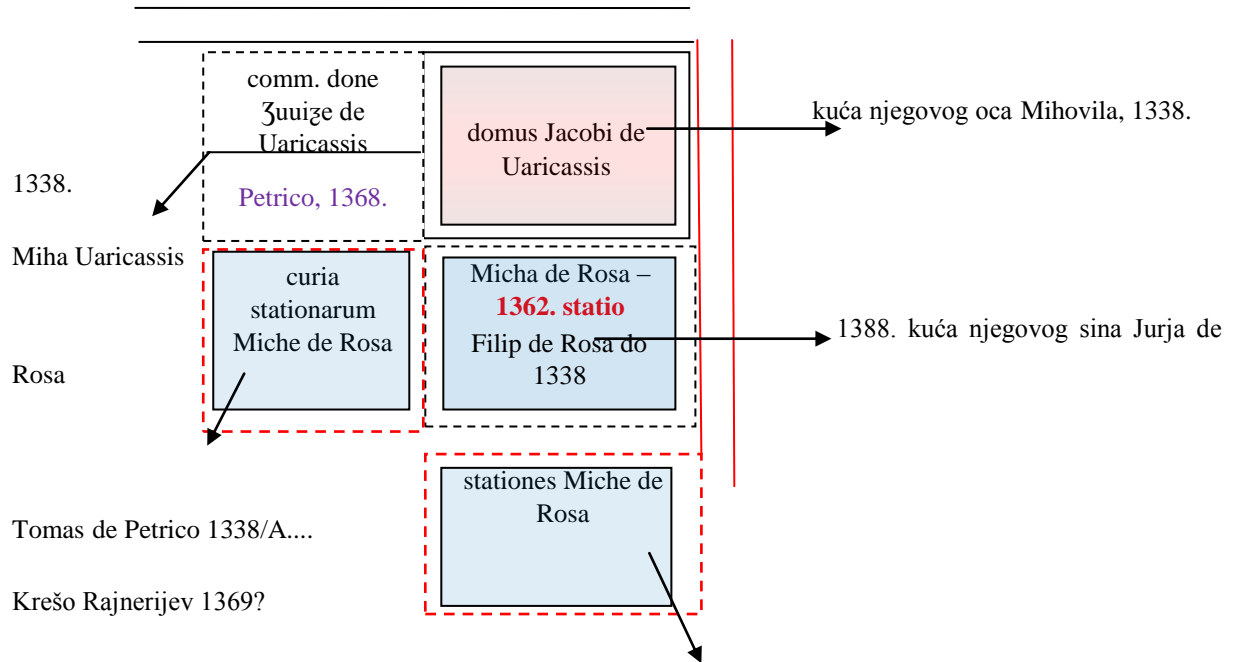 comm. done
Ʒuuiʒe de
Uaricassis
domus Jacobi de
Uaricassis
kuća njegovog oca Mihovila, 1338.
1338.
Petrico, 1368.
Miha Uaricassis
curia
stationarum
Miche de Rosa
Micha de Rosa –
1362. statio
Filip de Rosa do
1338
1388. kuća njegovog sina Jurja de
Rosa
stationes Miche de
Rosa
Tomas de Petrico 1338/A....
Krešo Rajnerijev 1369?